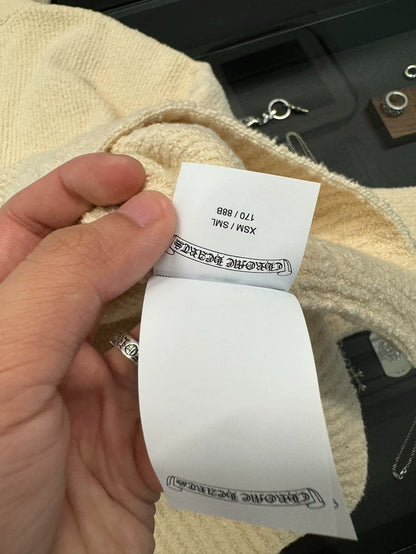 CHROME HEARTS
XSM / SML
170 / 88B
CHROME HEARTS